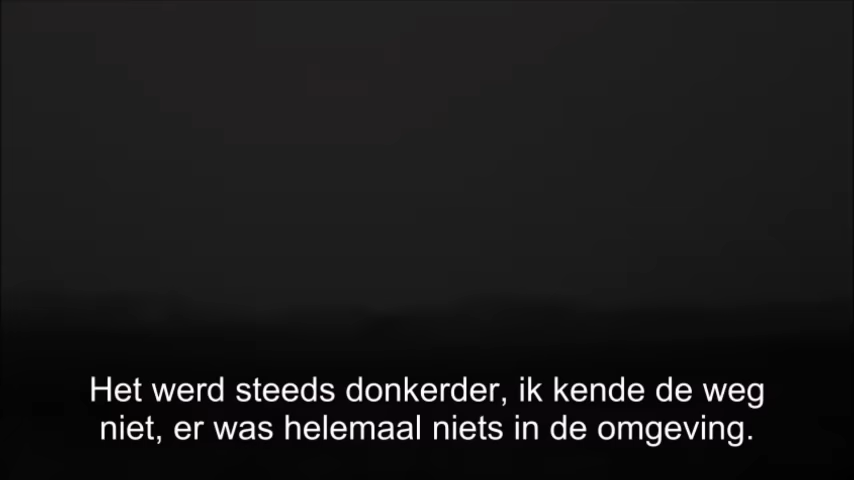 Het werd steeds donkerder, ik kende de weg
niet, er was helemaal niets in de omgeving.